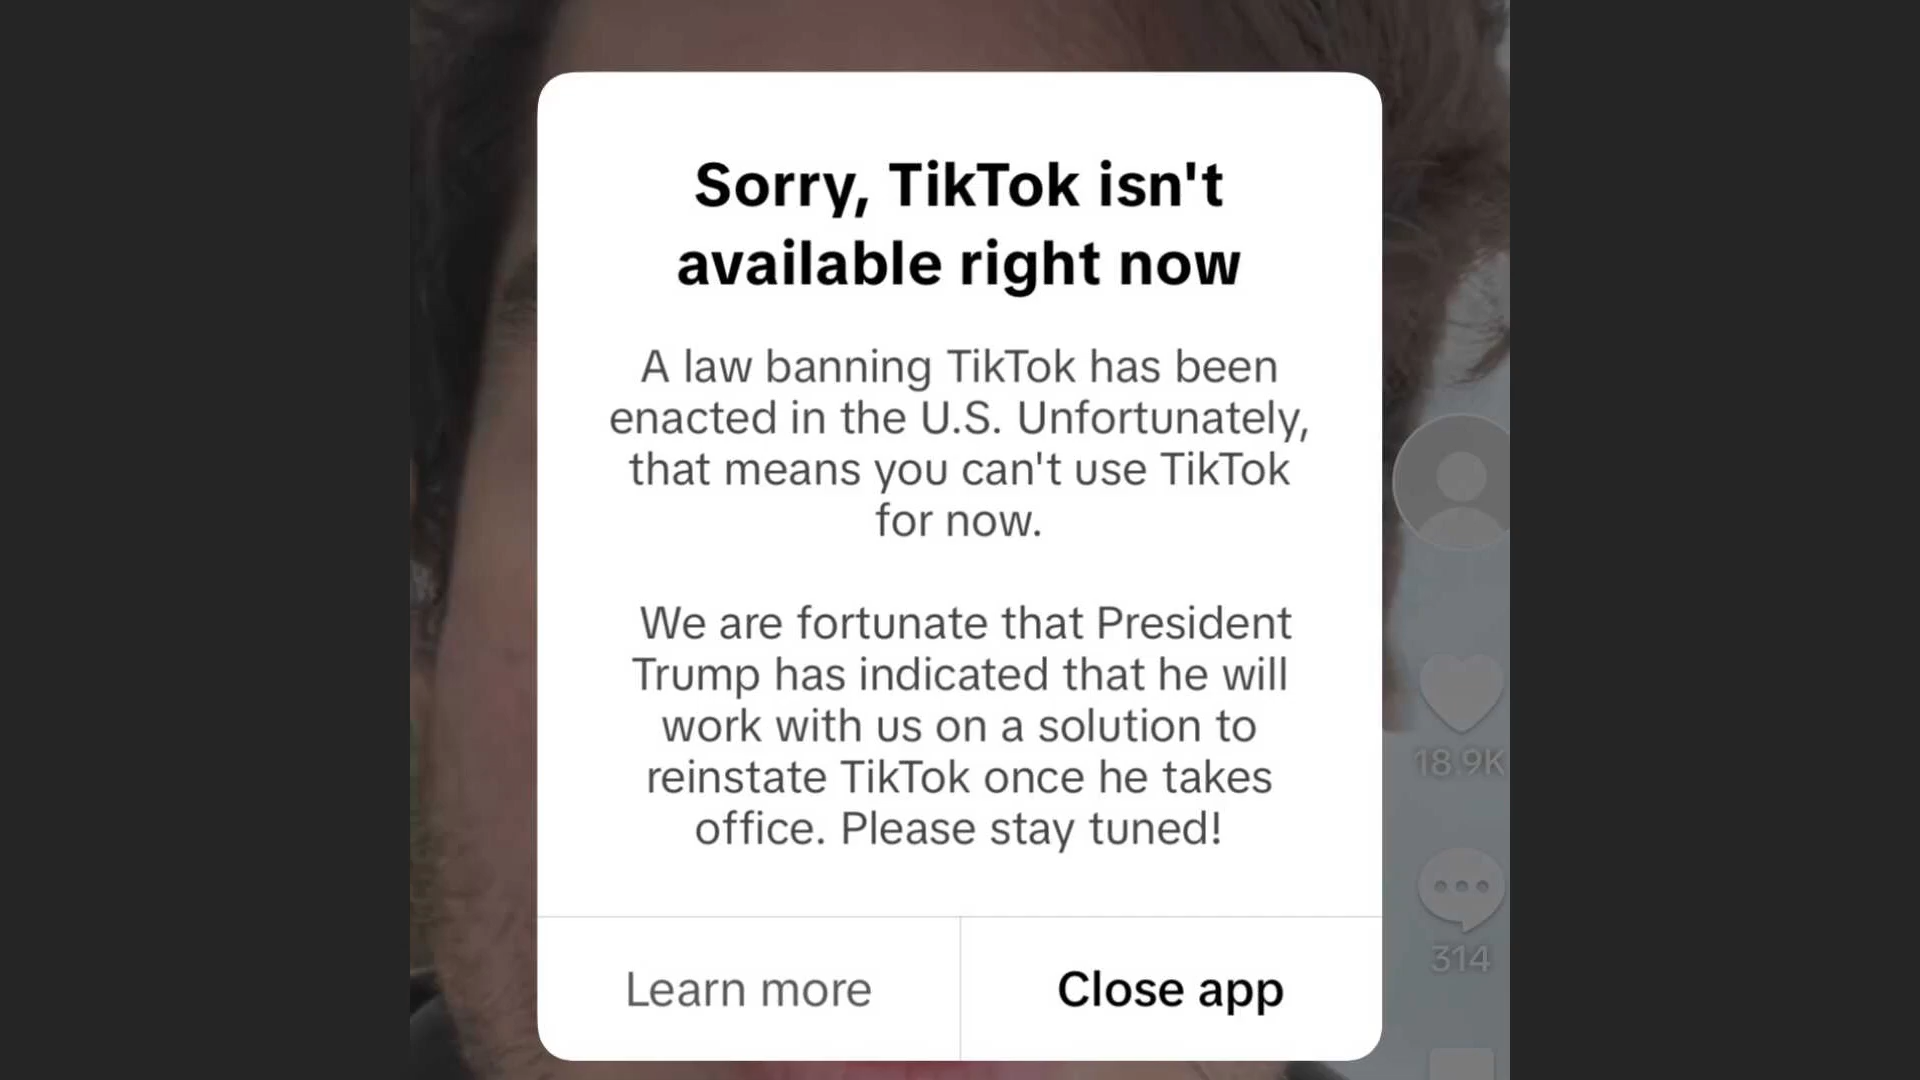 Sorry, TikTok isn't
available right now
A law banning TikTok has been
enacted in the U.S. Unfortunately,
that means you can't use TikTok
for now.
We are fortunate that President
Trump has indicated that he will
work with us on a solution to
reinstate TikTok once he takes
office. Please stay tuned!
Learn more
Close app
18.9K
314